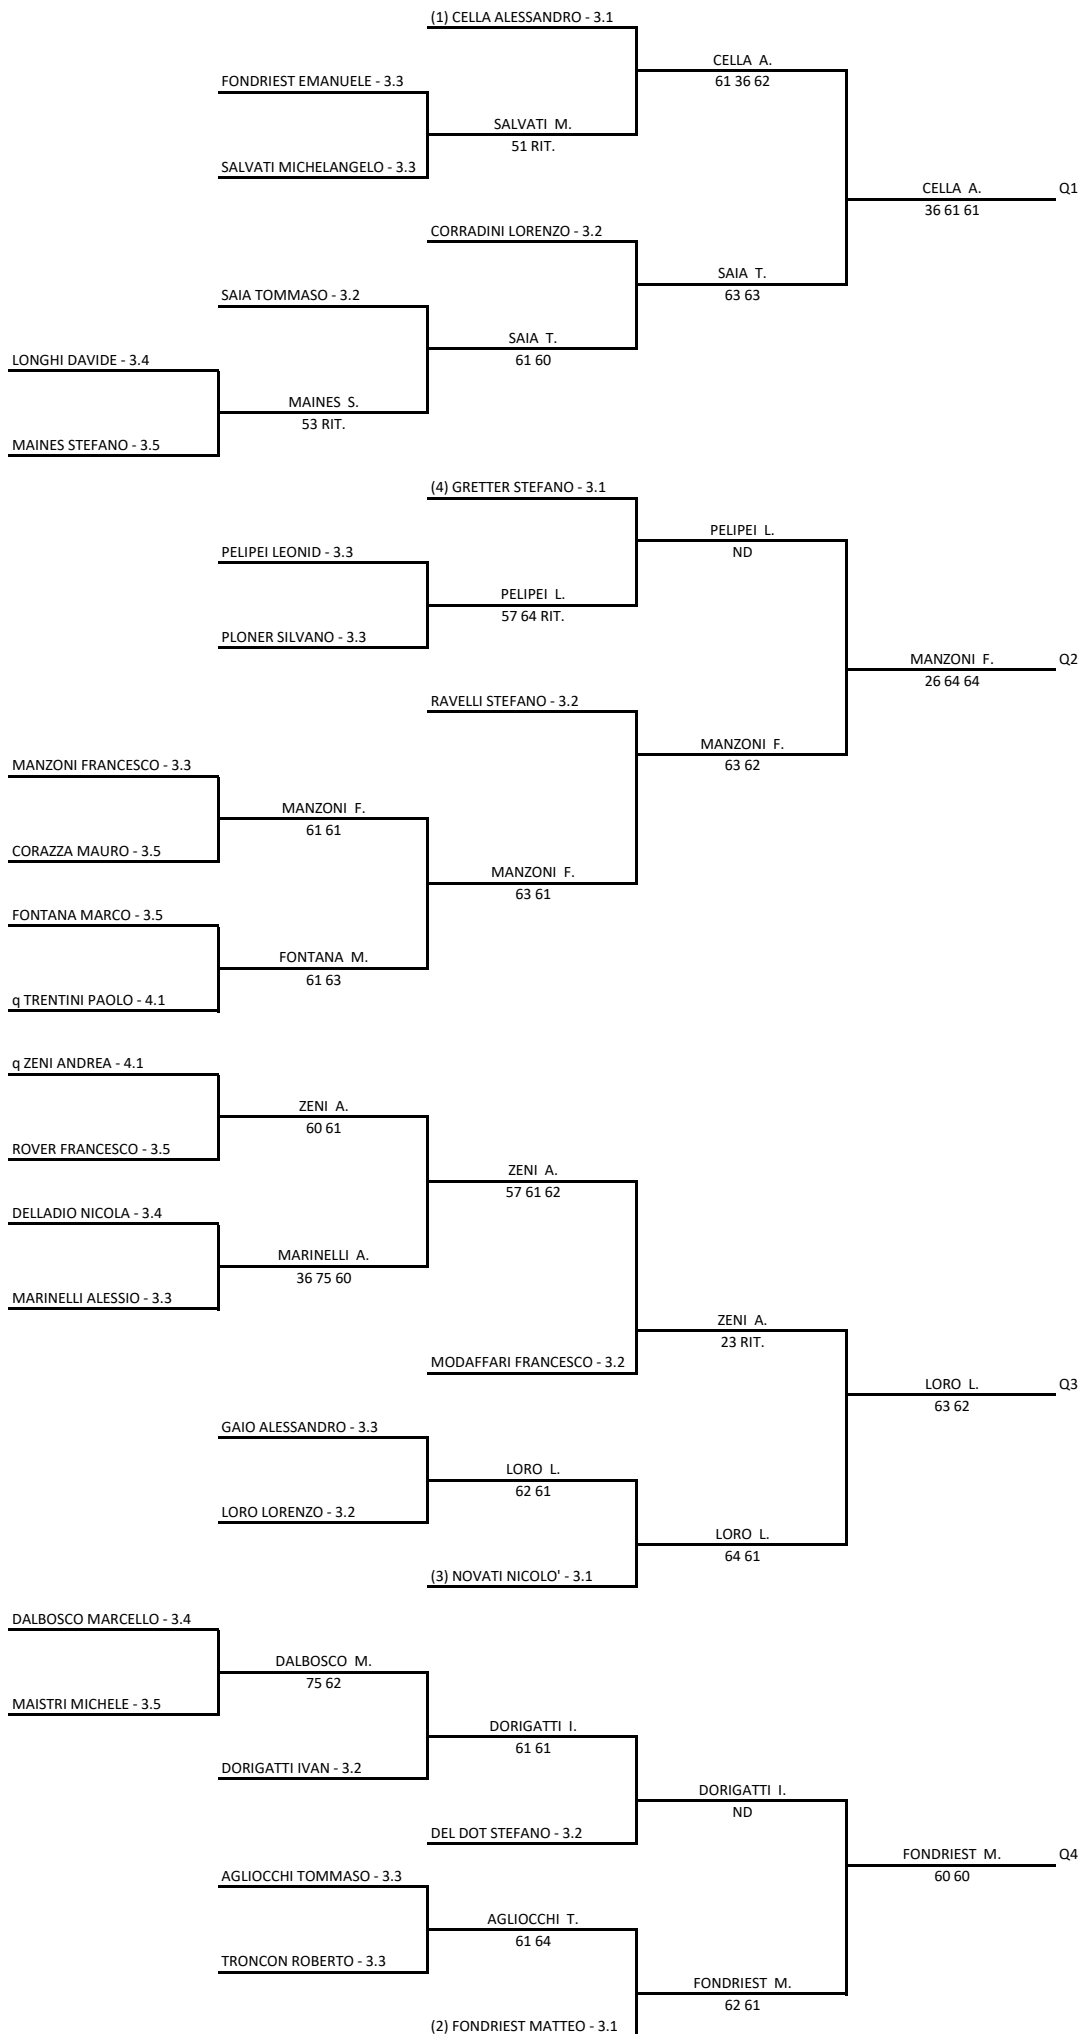 (1) CELLA ALESSANDRO - 3.1
CELLA  A.
61 36 62
FONDRIEST EMANUELE - 3.3
SALVATI  M.
51 RIT.
SALVATI MICHELANGELO - 3.3
CELLA  A.
Q1
36 61 61
CORRADINI LORENZO - 3.2
SAIA  T.
63 63
SAIA TOMMASO - 3.2
SAIA  T.
61 60
LONGHI DAVIDE - 3.4
MAINES  S.
53 RIT.
MAINES STEFANO - 3.5
(4) GRETTER STEFANO - 3.1
PELIPEI  L.
ND
PELIPEI LEONID - 3.3
PELIPEI  L.
57 64 RIT.
PLONER SILVANO - 3.3
MANZONI  F.
Q2
26 64 64
RAVELLI STEFANO - 3.2
MANZONI  F.
63 62
MANZONI FRANCESCO - 3.3
MANZONI  F.
61 61
CORAZZA MAURO - 3.5
MANZONI  F.
63 61
FONTANA MARCO - 3.5
FONTANA  M.
61 63
q TRENTINI PAOLO - 4.1
q ZENI ANDREA - 4.1
ZENI  A.
60 61
ROVER FRANCESCO - 3.5
ZENI  A.
57 61 62
DELLADIO NICOLA - 3.4
MARINELLI  A.
36 75 60
MARINELLI ALESSIO - 3.3
ZENI  A.
23 RIT.
MODAFFARI FRANCESCO - 3.2
LORO  L.
Q3
63 62
GAIO ALESSANDRO - 3.3
LORO  L.
62 61
LORO LORENZO - 3.2
LORO  L.
64 61
(3) NOVATI NICOLO' - 3.1
DALBOSCO MARCELLO - 3.4
DALBOSCO  M.
75 62
MAISTRI MICHELE - 3.5
DORIGATTI  I.
61 61
DORIGATTI IVAN - 3.2
DORIGATTI  I.
ND
DEL DOT STEFANO - 3.2
FONDRIEST  M.
Q4
60 60
AGLIOCCHI TOMMASO - 3.3
AGLIOCCHI  T.
61 64
TRONCON ROBERTO - 3.3
FONDRIEST  M.
62 61
(2) FONDRIEST MATTEO - 3.1